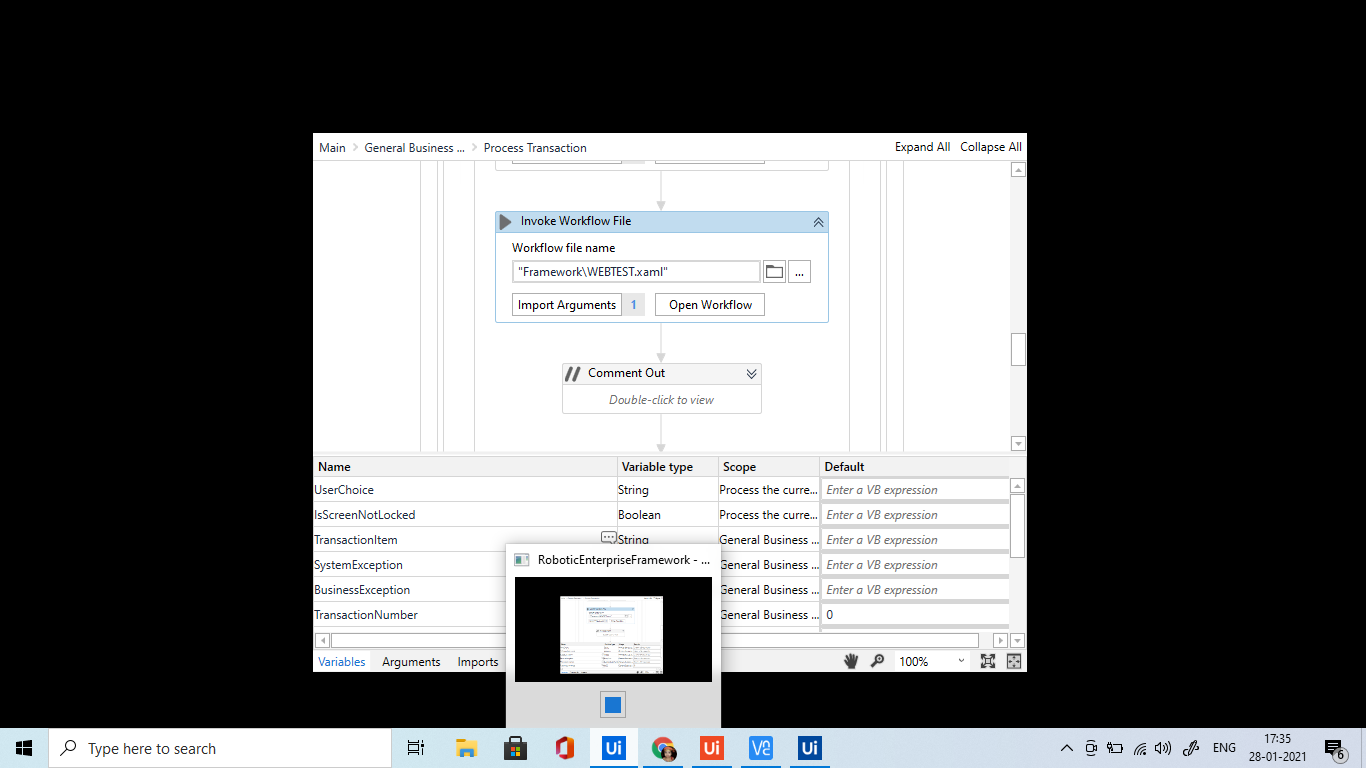 Main General Business ... Process Transaction Expand All Collapse All
Invoke Workflow File
Workflow file name
"Framework\WEBTEST.xaml" ...
Import Arguments 1 Open Workflow
Comment Out
Double-click to view
Name Variable type Scope Default
UserChoice String Process the curre... Enter a VB expression
IsScreenNotLocked Boolean Process the curre... Enter a VB expression
TransactionItem String General Business ... Enter a VB expression
SystemException General Business ... Enter a VB expression
BusinessException General Business ... Enter a VB expression
TransactionNumber General Business ... 0
RoboticEnterpriseFramework - ...
Variables Arguments Imports 100%
Type here to search Ui Ui V2 Ui ENG 17:35
28-01-2021 6